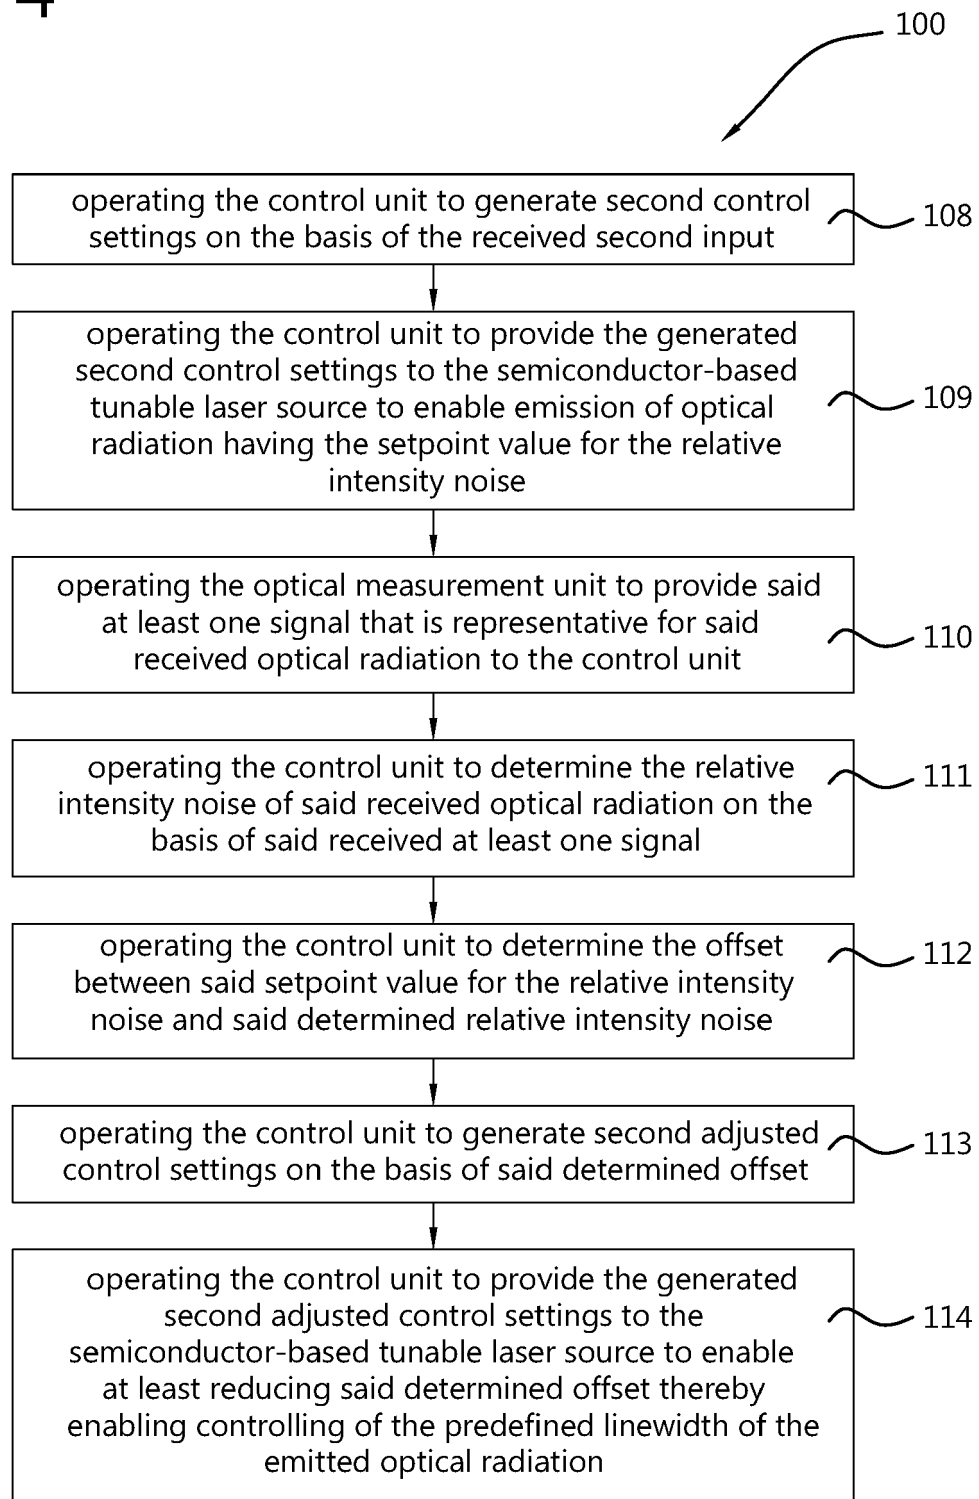 4
100
operating the control unit to generate second control
settings on the basis of the received second input
108
operating the control unit to provide the generated
second control settings to the semiconductor-based
tunable laser source to enable emission of optical
radiation having the setpoint value for the relative
intensity noise
109
operating the optical measurement unit to provide said
at least one signal that is representative for said
received optical radiation to the control unit
110
operating the control unit to determine the relative
intensity noise of said received optical radiation on the
basis of said received at least one signal
111
operating the control unit to determine the offset
between said setpoint value for the relative intensity
noise and said determined relative intensity noise
112
operating the control unit to generate second adjusted
control settings on the basis of said determined offset
113
operating the control unit to provide the generated
second adjusted control settings to the
semiconductor-based tunable laser source to enable
at least reducing said determined offset thereby
enabling controlling of the predefined linewidth of the
emitted optical radiation
114